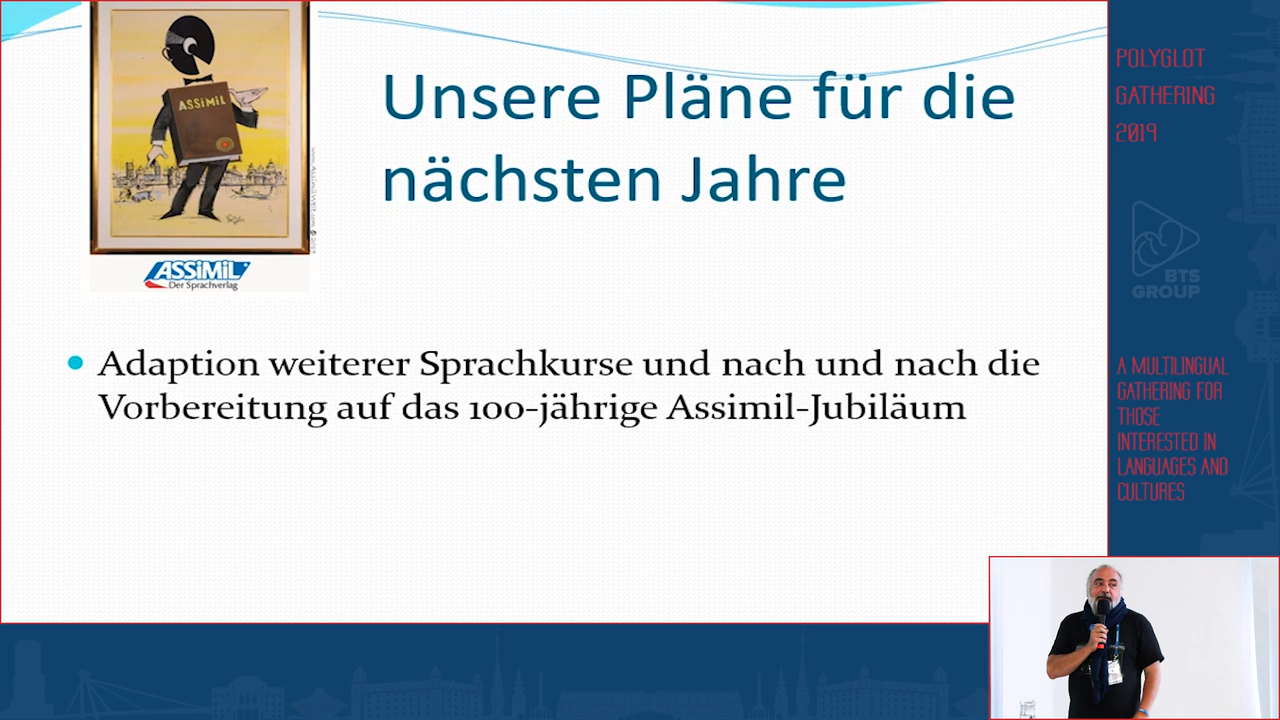 ASSiMiL
ASSiMiL
Der Sprachverlag
Unsere Pläne für die
nächsten Jahre
Adaption weiterer Sprachkurse und nach und nach die
Vorbereitung auf das 100-jährige Assimil-Jubiläum
POLYGLOT
GATHERING
2019
BTS
GROUP
A MULTILINGUAL
GATHERING FOR
THOSE
INTERESTED IN
LANGUAGES AND
CULTURES